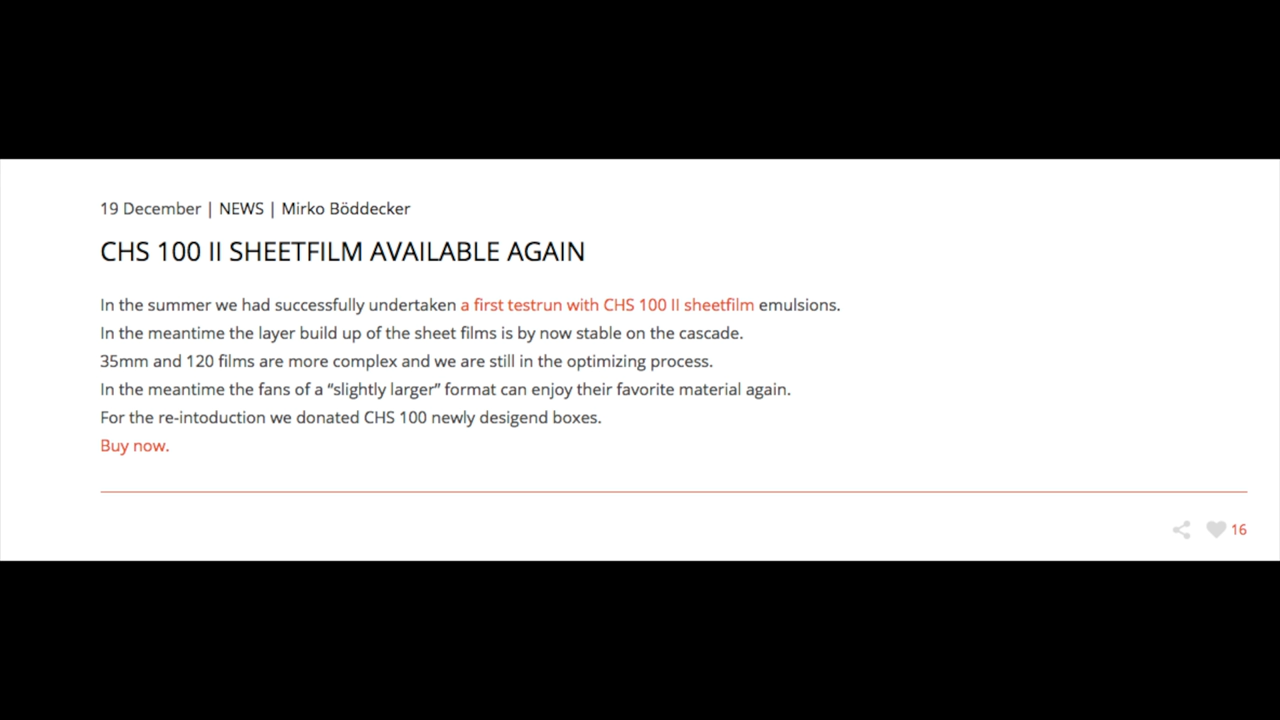 19 December | NEWS | Mirko Böddecker
CHS 100 II SHEETFILM AVAILABLE AGAIN
In the summer we had successfully undertaken a first testrun with CHS 100 II sheetfilm emulsions.
In the meantime the layer build up of the sheet films is by now stable on the cascade.
35mm and 120 films are more complex and we are still in the optimizing process.
In the meantime the fans of a “slightly larger” format can enjoy their favorite material again.
For the re-intoduction we donated CHS 100 newly desigend boxes.
Buy now.
16